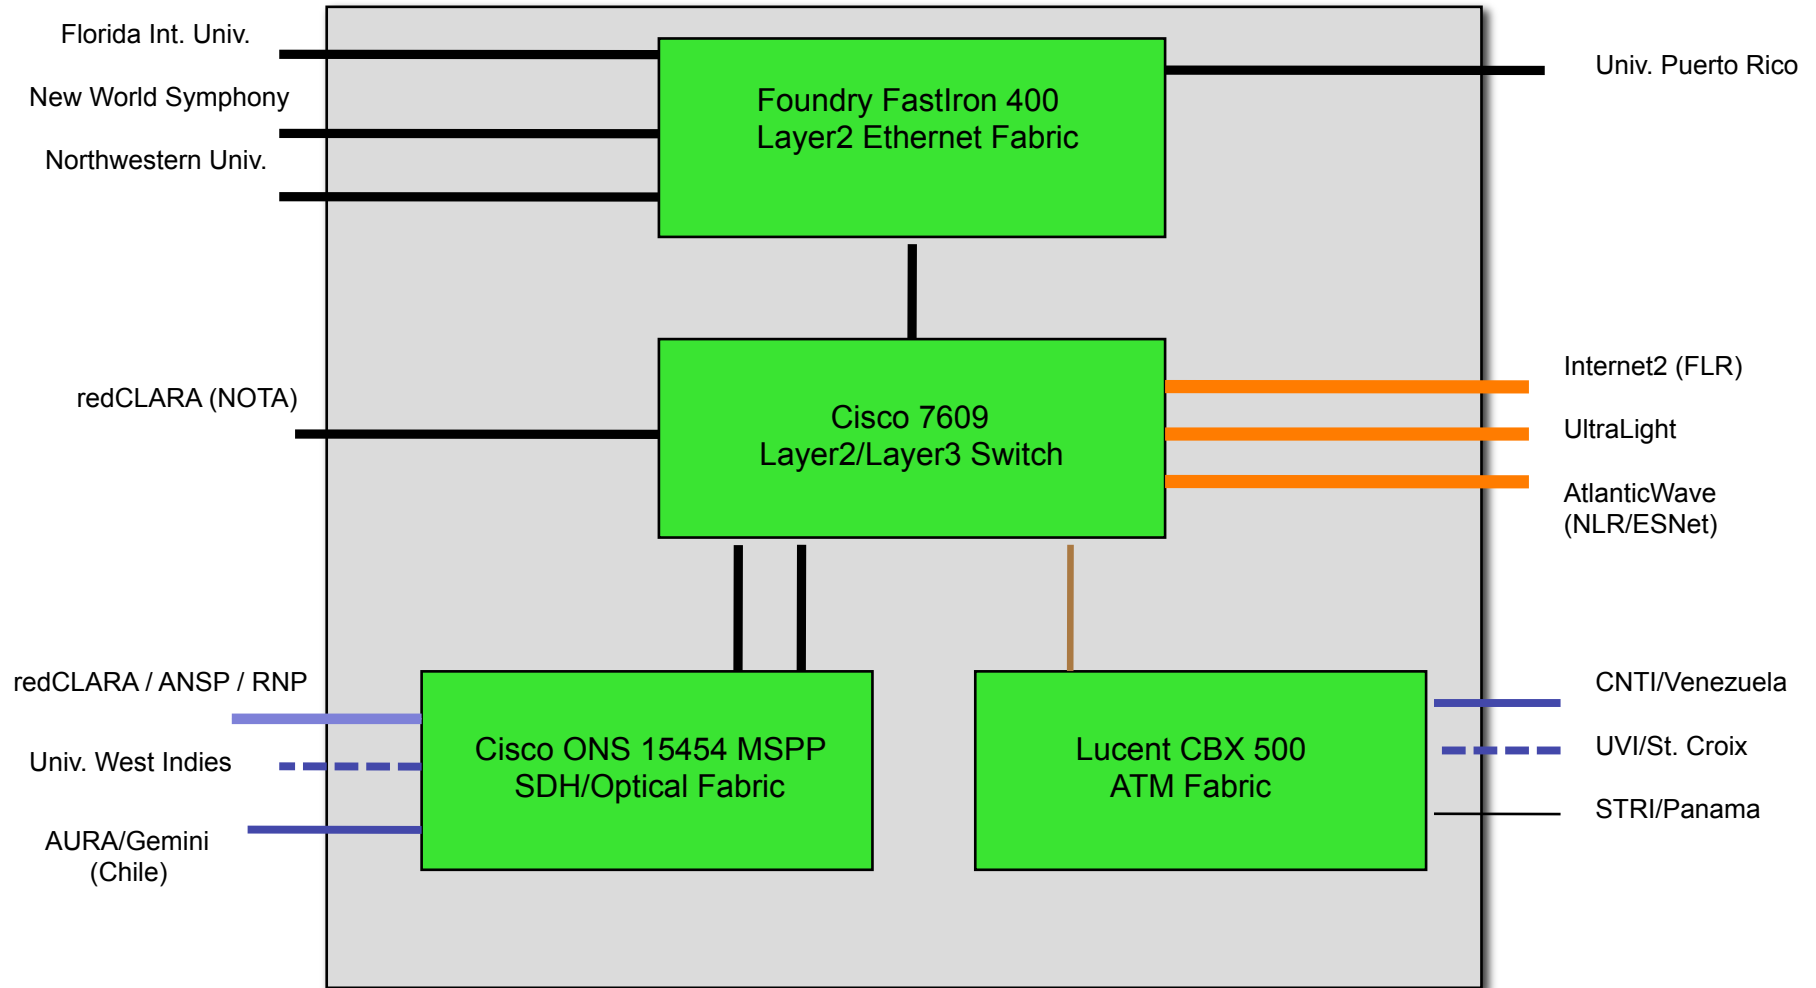 Florida Int. Univ.
New World Symphony
Northwestern Univ.
Foundry FastIron 400
Layer2 Ethernet Fabric
Univ. Puerto Rico
redCLARA (NOTA)
Cisco 7609
Layer2/Layer3 Switch
Internet2 (FLR)
UltraLight
AtlanticWave
(NLR/ESNet)
redCLARA / ANSP / RNP
Univ. West Indies
AURA/Gemini
(Chile)
Cisco ONS 15454 MSPP
SDH/Optical Fabric
Lucent CBX 500
ATM Fabric
CNTI/Venezuela
UVI/St. Croix
STRI/Panama